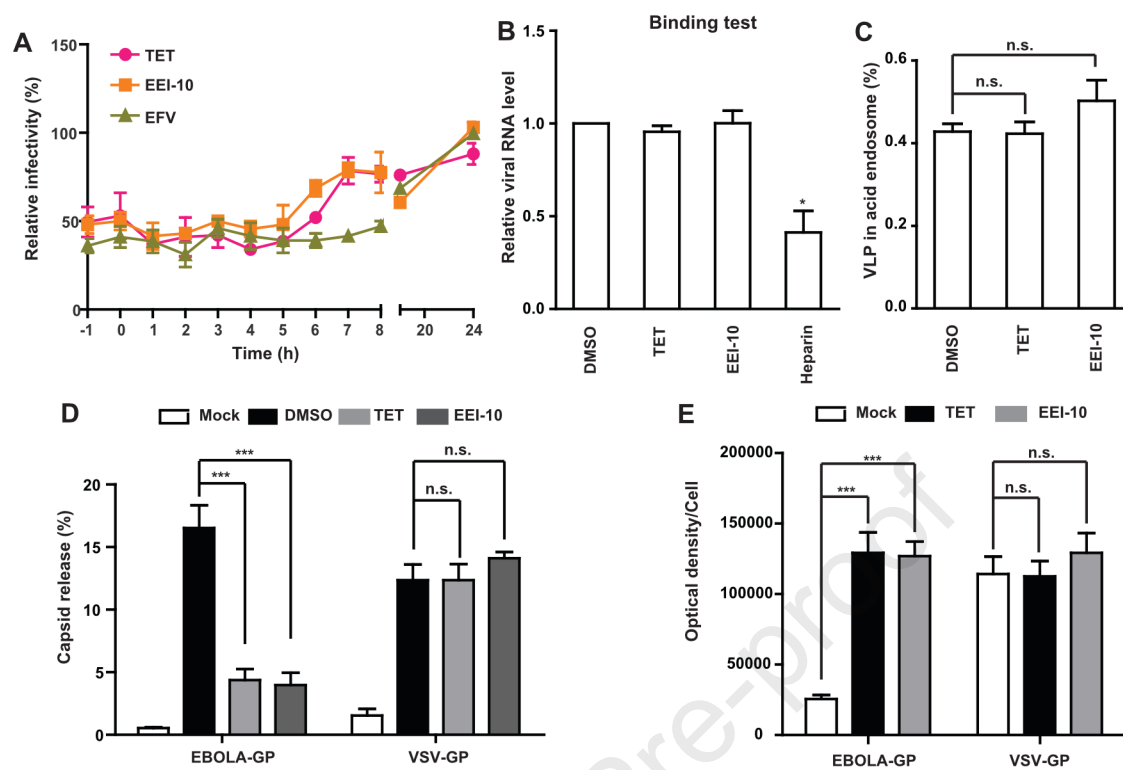 A
150
100
50
0
Relative infectivity (%)
TET
EEI-10
EFV
-1 0 1 2 3 4 5 6 7 8 20 24
Time (h)
B
Binding test
Relative viral RNA level
1.5
1.0
0.5
0.0
*
DMSO
TET
EEI-10
Heparin
C
VLP in acid endosome (%)
0.6
0.4
0.2
0.0
n.s.
n.s.
DMSO
TET
EEI-10
D
Mock DMSO TET EEI-10
Capsid release (%)
20
15
10
5
0
***
***
n.s.
n.s.
EBOLA-GP VSV-GP
E
Mock TET EEI-10
Optical density/Cell
200000
150000
100000
50000
0
***
***
n.s.
n.s.
EBOLA-GP VSV-GP
re-proof